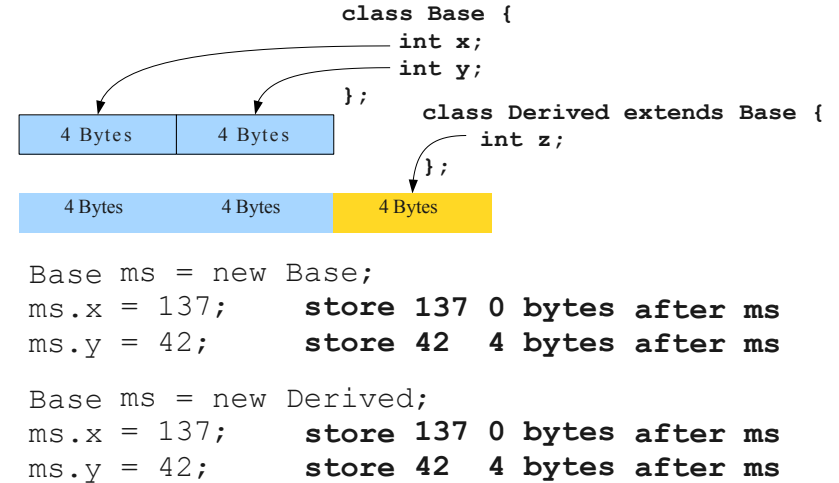 class Base {
int x;
int y;
};
class Derived extends Base {
int z;
};
4 Bytes 4 Bytes
4 Bytes 4 Bytes 4 Bytes
Base ms = new Base;
ms.x = 137; store 137 0 bytes after ms
ms.y = 42; store 42 4 bytes after ms
Base ms = new Derived;
ms.x = 137; store 137 0 bytes after ms
ms.y = 42; store 42 4 bytes after ms